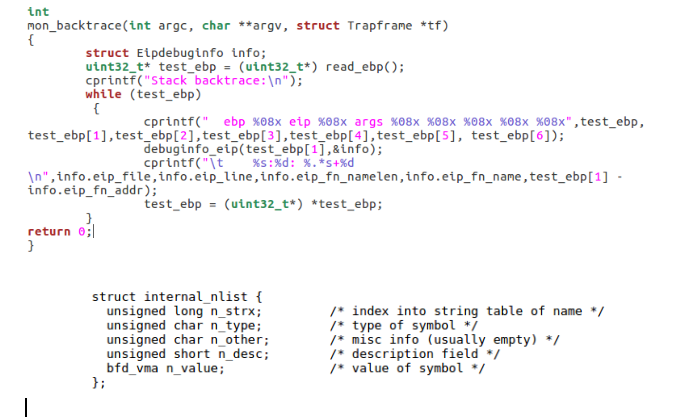 int
mon_backtrace(int argc, char **argv, struct Trapframe *tf)
{
        struct Eipdebuginfo info;
        uint32_t* test_ebp = (uint32_t*) read_ebp();
        cprintf("Stack backtrace:\n");
        while (test_ebp)
         {
                cprintf("  ebp %08x eip %08x args %08x %08x %08x %08x %08x",test_ebp,
test_ebp[1],test_ebp[2],test_ebp[3],test_ebp[4],test_ebp[5], test_ebp[6]);
                debuginfo_eip(test_ebp[1],&info);
                cprintf("\t    %s:%d: %.*s+%d
\n",info.eip_file,info.eip_line,info.eip_fn_namelen,info.eip_fn_name,test_ebp[1] -
info.eip_fn_addr);
                test_ebp = (uint32_t*) *test_ebp;
        }
return 0;
}
struct internal_nlist {
  unsigned long n_strx;         /* index into string table of name */
  unsigned char n_type;         /* type of symbol */
  unsigned char n_other;        /* misc info (usually empty) */
  unsigned short n_desc;        /* description field */
  bfd_vma n_value;              /* value of symbol */
};